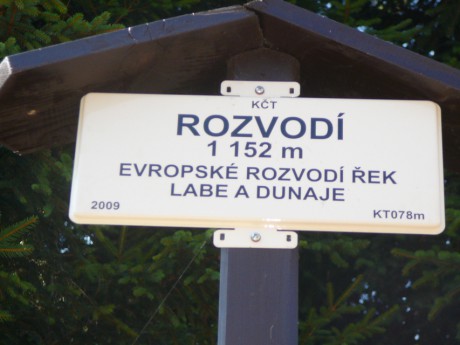 KČT
ROZVODÍ
1 152 m
EVROPSKÉ ROZVODÍ ŘEK
LABE A DUNAJE
2009 KT078m